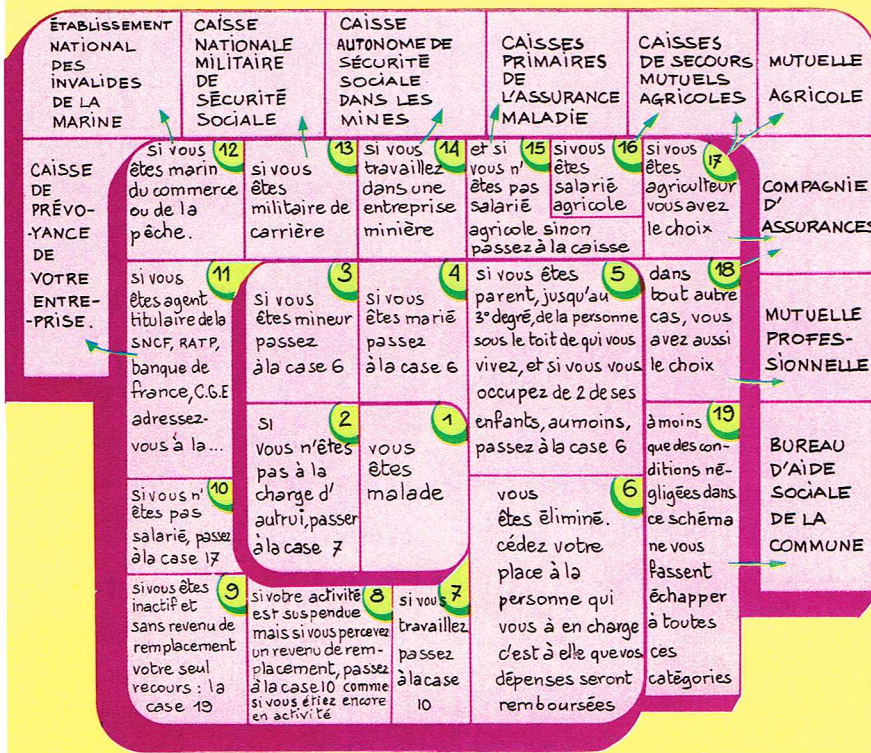 ÉTABLISSEMENT
NATIONAL
DES
INVALIDES
DE LA
MARINE
CAISSE
NATIONALE
MILITAIRE
DE
SÉCURITÉ
SOCIALE
CAISSE
AUTONOME DE
SÉCURITÉ
SOCIALE
DANS LES
MINES
CAISSES
PRIMAIRES
DE
L'ASSURANCE
MALADIE
CAISSES
DE SECOURS
MUTUELS
AGRICOLES
MUTUELLE
AGRICOLE
CAISSE
DE
PRÉVO-
-YANCE
DE
VOTRE
ENTRE-
-PRISE.
12
si vous
êtes marin
du commerce
ou de la
pêche.
13
si vous
êtes
militaire de
carrière
14
si vous
travaillez
dans une
entreprise
minière
15
et si
vous n'
êtes pas
salarié
agricole sinon
passez à la caisse
16
si vous
êtes
salarié
agricole
17
si vous
êtes
agriculteur
vous avez
le choix
COMPAGNIE
D'
ASSURANCES
11
si vous
êtes agent
titulaire de la
SNCF, RATP,
banque de
france, C.G.E
adressez-
vous à la...
3
si vous
êtes mineur
passez
à la case 6
4
si vous
êtes marié
passez
à la case 6
5
si vous êtes
parent, jusqu'au
3° degré, de la personne
sous le toit de qui vous
vivez, et si vous vous
occupez de 2 de ses
enfants, au moins,
passez à la case 6
18
dans
tout autre
cas, vous
avez aussi
le choix
MUTUELLE
PROFES-
SIONNELLE
2
si
vous n'êtes
pas à la
charge d'
autrui, passer
à la case 7
1
vous
êtes
malade
19
à moins
que des con-
ditions né-
gligées dans
ce schéma
ne vous
fassent
échapper
à toutes
ces
catégories
BUREAU
D'AIDE
SOCIALE
DE LA
COMMUNE
10
si vous n'
êtes pas
salarié, passez
à la case 17
6
vous
êtes éliminé.
cédez votre
place à la
personne qui
vous à en charge
c'est à elle que vos
dépenses seront
remboursées
9
si vous êtes
inactif et
sans revenu de
remplacement
votre seul
recours : la
case 19
8
si votre activité
est suspendue
mais si vous percevez
un revenu de rem-
placement, passez
à la case 10 comme
si vous étiez encore
en activité
7
si vous
travaillez
passez
à la case
10